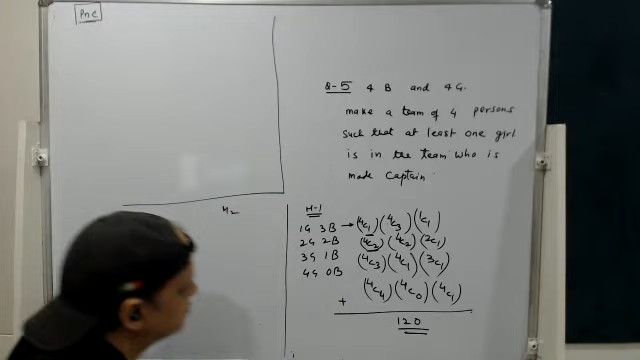 PnC
Q-5 4 B and 4G.
make a team of 4 persons
such that at least one girl
is in the team who is
made captain.
M2
M-1
1G 3B → (4C1)(4C3)(1C1)
2G 2B (4C2)(4C2)(2C1)
3G 1B (4C3)(4C1)(3C1)
4G 0B (4C4)(4C0)(4C1)
+
120